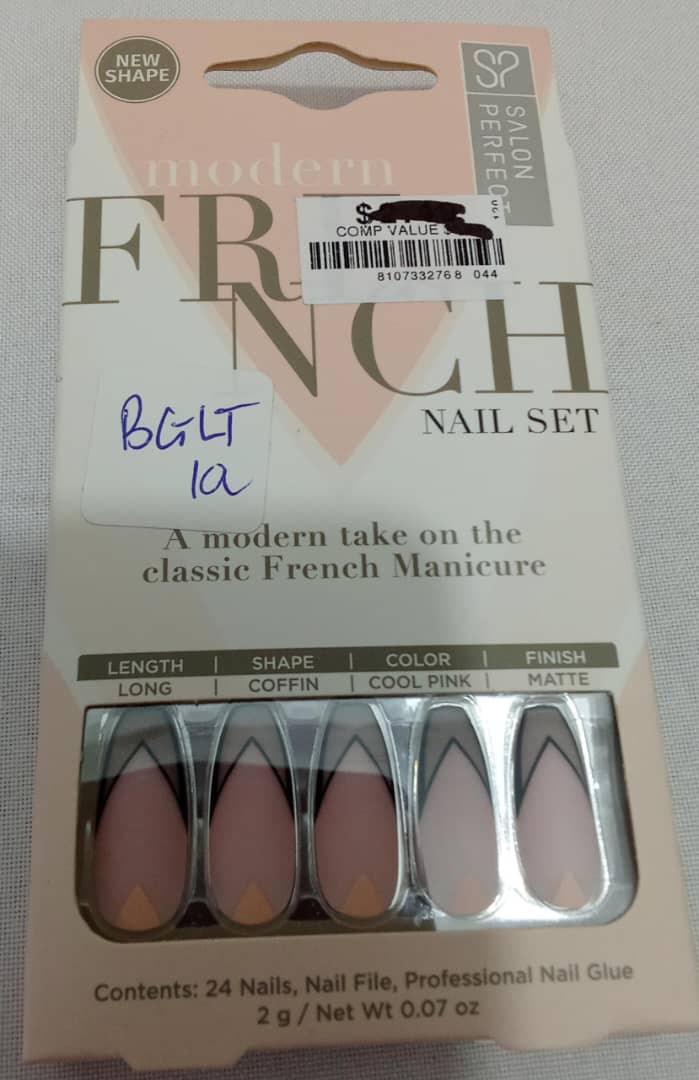 NEW
SHAPE
SP
SALON
PERFECT
modern
FRE
NCH
NAIL SET
$
COMP VALUE $
8107332768 044
BGLT
1a
A modern take on the
classic French Manicure
LENGTH | SHAPE | COLOR | FINISH
LONG | COFFIN | COOL PINK | MATTE
Contents: 24 Nails, Nail File, Professional Nail Glue
2 g / Net Wt 0.07 oz